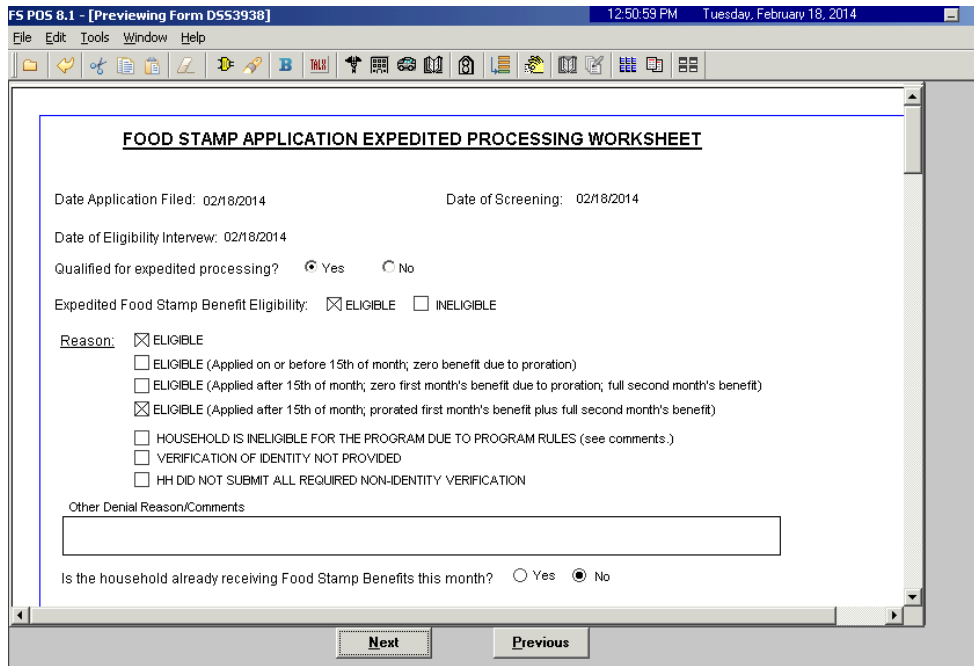 FS POS 8.1 - [Previewing Form DSS3938] 12:50:59 PM Tuesday, February 18, 2014
File Edit Tools Window Help
B TALK
FOOD STAMP APPLICATION EXPEDITED PROCESSING WORKSHEET
Date Application Filed: 02/18/2014 Date of Screening: 02/18/2014
Date of Eligibility Intervew: 02/18/2014
Qualified for expedited processing? Yes No
Expedited Food Stamp Benefit Eligibility: ELIGIBLE INELIGIBLE
Reason: ELIGIBLE
ELIGIBLE (Applied on or before 15th of month; zero benefit due to proration)
ELIGIBLE (Applied after 15th of month; zero first month's benefit due to proration; full second month's benefit)
ELIGIBLE (Applied after 15th of month; prorated first month's benefit plus full second month's benefit)
HOUSEHOLD IS INELIGIBLE FOR THE PROGRAM DUE TO PROGRAM RULES (see comments.)
VERIFICATION OF IDENTITY NOT PROVIDED
HH DID NOT SUBMIT ALL REQUIRED NON-IDENTITY VERIFICATION
Other Denial Reason/Comments
Is the household already receiving Food Stamp Benefits this month? Yes No
Next Previous